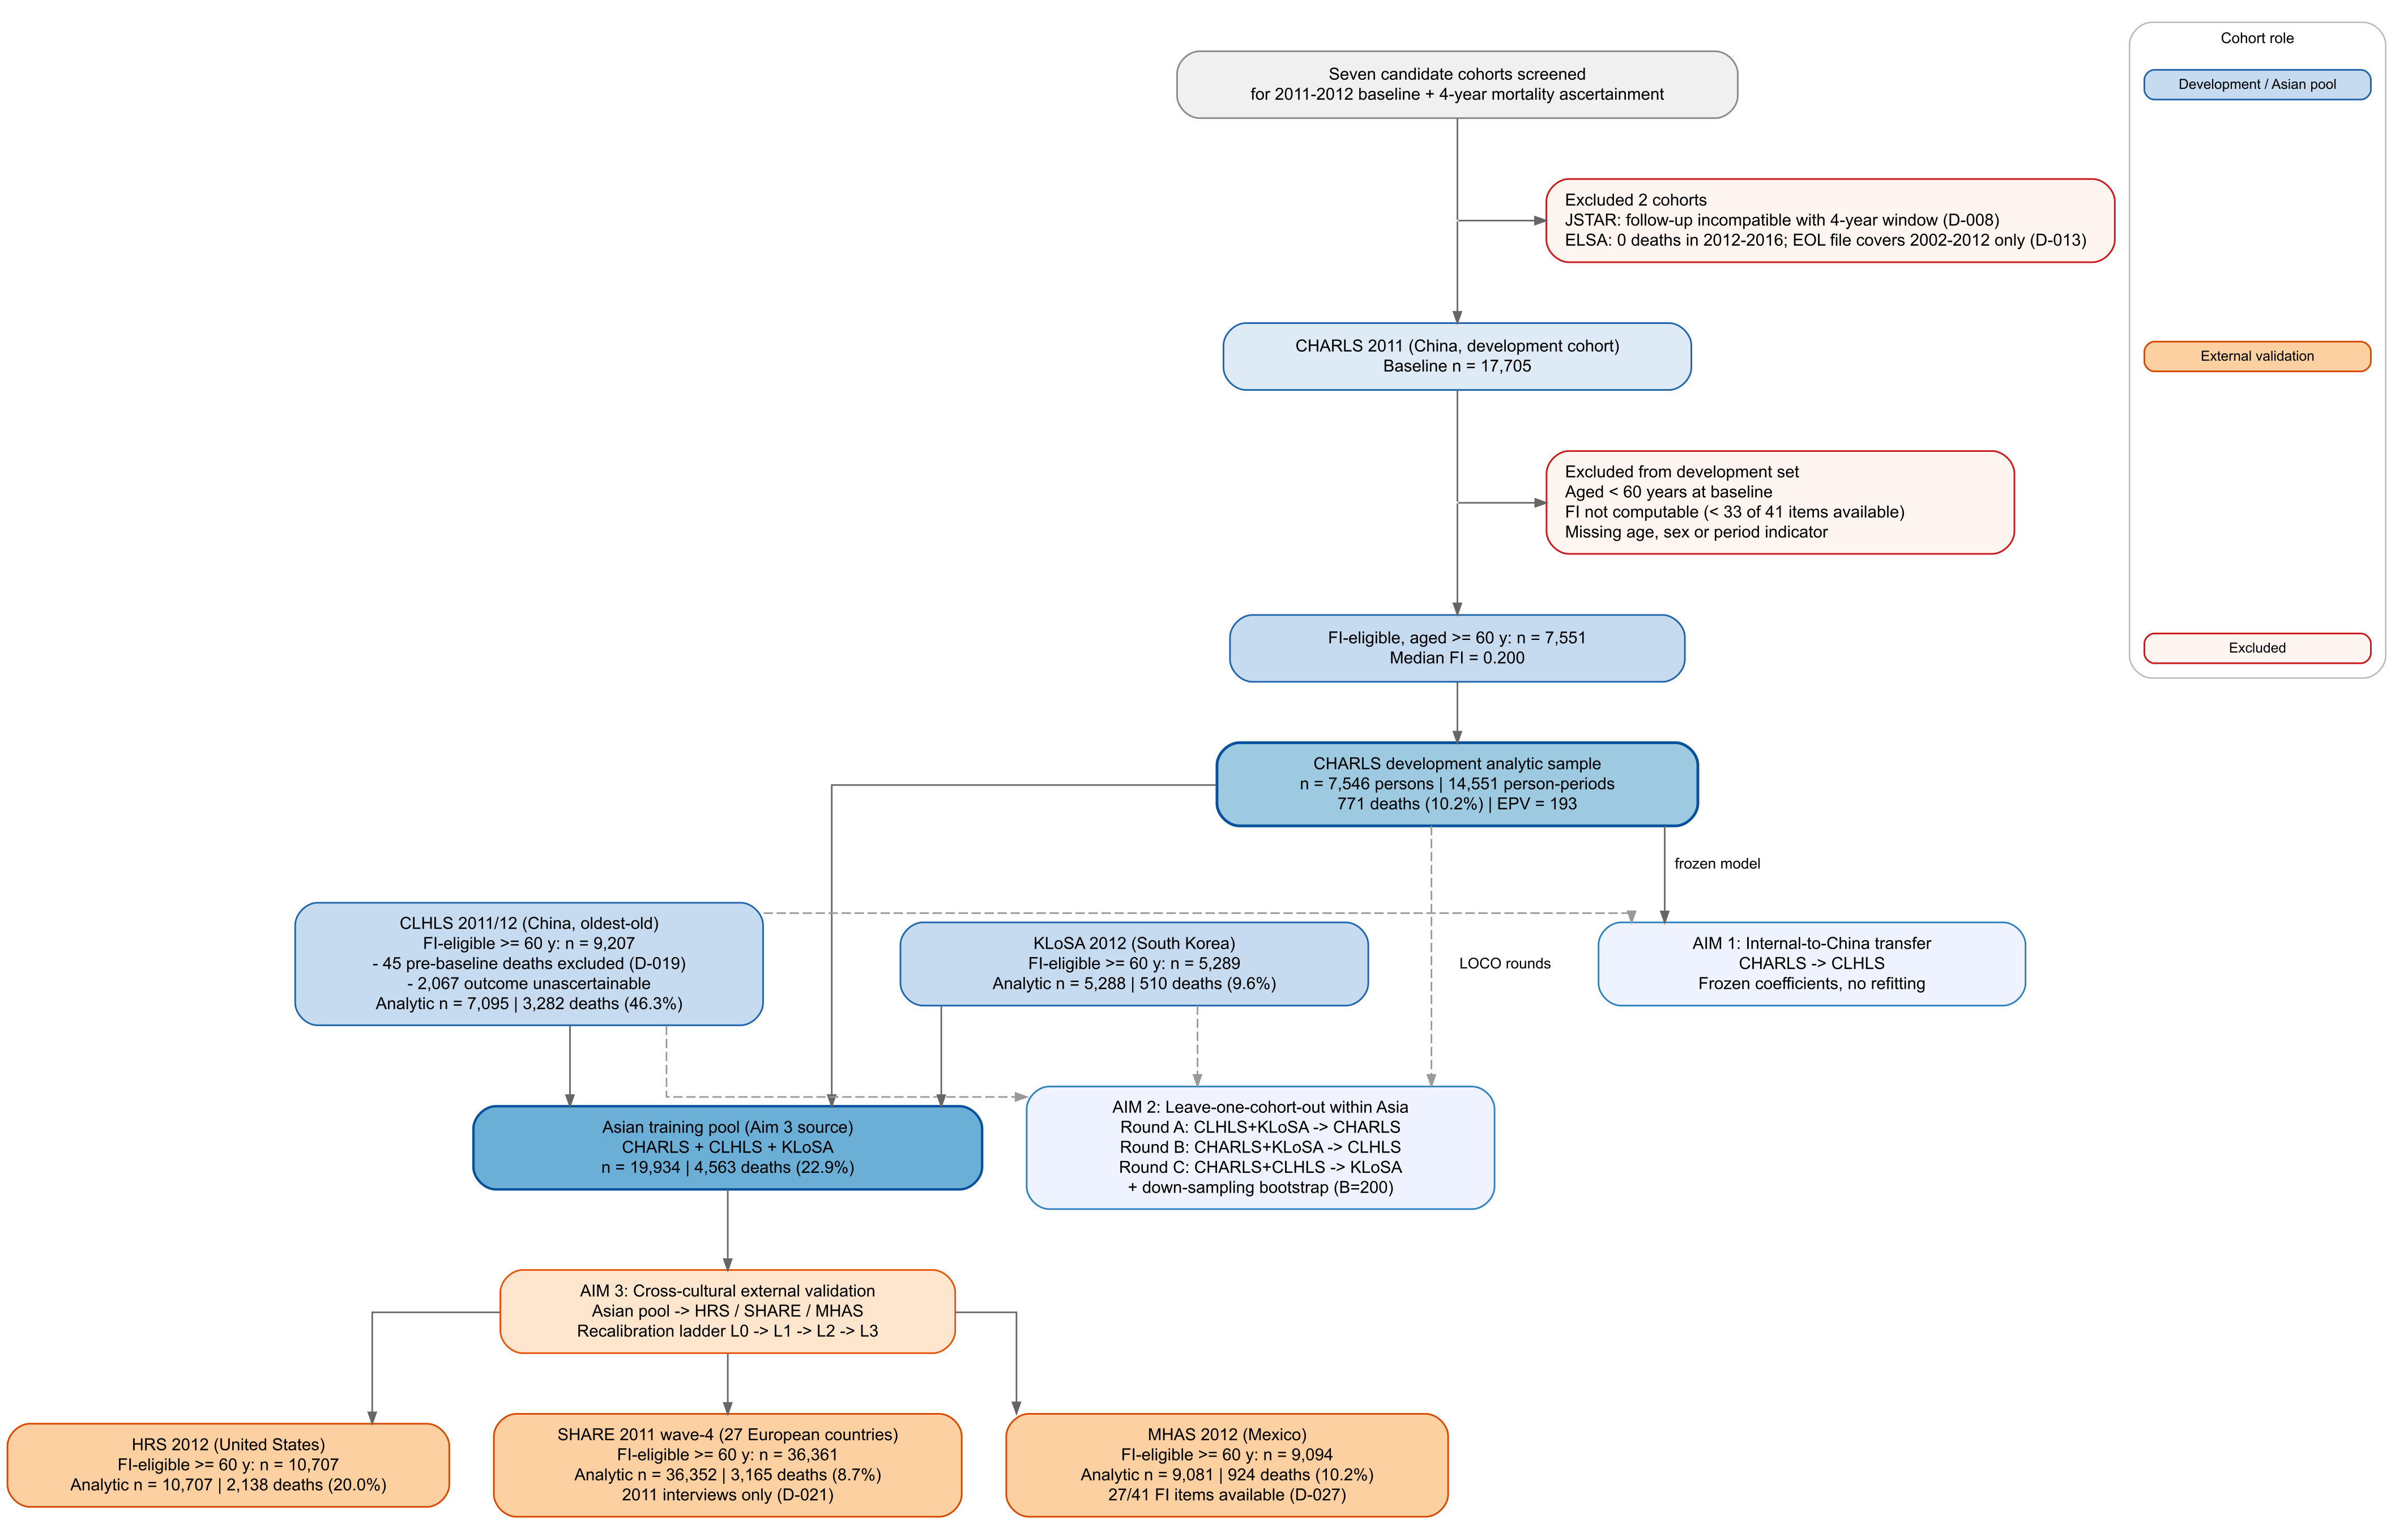 Cohort role
Development / Asian pool
External validation
Excluded
Seven candidate cohorts screened
for 2011-2012 baseline + 4-year mortality ascertainment
Excluded 2 cohorts
JSTAR: follow-up incompatible with 4-year window (D-008)
ELSA: 0 deaths in 2012-2016; EOL file covers 2002-2012 only (D-013)
CHARLS 2011 (China, development cohort)
Baseline n = 17,705
Excluded from development set
Aged < 60 years at baseline
FI not computable (< 33 of 41 items available)
Missing age, sex or period indicator
FI-eligible, aged >= 60 y: n = 7,551
Median FI = 0.200
CHARLS development analytic sample
n = 7,546 persons | 14,551 person-periods
771 deaths (10.2%) | EPV = 193
frozen model
CLHLS 2011/12 (China, oldest-old)
FI-eligible >= 60 y: n = 9,207
- 45 pre-baseline deaths excluded (D-019)
- 2,067 outcome unascertainable
Analytic n = 7,095 | 3,282 deaths (46.3%)
KLoSA 2012 (South Korea)
FI-eligible >= 60 y: n = 5,289
Analytic n = 5,288 | 510 deaths (9.6%)
LOCO rounds
AIM 1: Internal-to-China transfer
CHARLS -> CLHLS
Frozen coefficients, no refitting
Asian training pool (Aim 3 source)
CHARLS + CLHLS + KLoSA
n = 19,934 | 4,563 deaths (22.9%)
AIM 2: Leave-one-cohort-out within Asia
Round A: CLHLS+KLoSA -> CHARLS
Round B: CHARLS+KLoSA -> CLHLS
Round C: CHARLS+CLHLS -> KLoSA
+ down-sampling bootstrap (B=200)
AIM 3: Cross-cultural external validation
Asian pool -> HRS / SHARE / MHAS
Recalibration ladder L0 -> L1 -> L2 -> L3
HRS 2012 (United States)
FI-eligible >= 60 y: n = 10,707
Analytic n = 10,707 | 2,138 deaths (20.0%)
SHARE 2011 wave-4 (27 European countries)
FI-eligible >= 60 y: n = 36,361
Analytic n = 36,352 | 3,165 deaths (8.7%)
2011 interviews only (D-021)
MHAS 2012 (Mexico)
FI-eligible >= 60 y: n = 9,094
Analytic n = 9,081 | 924 deaths (10.2%)
27/41 FI items available (D-027)